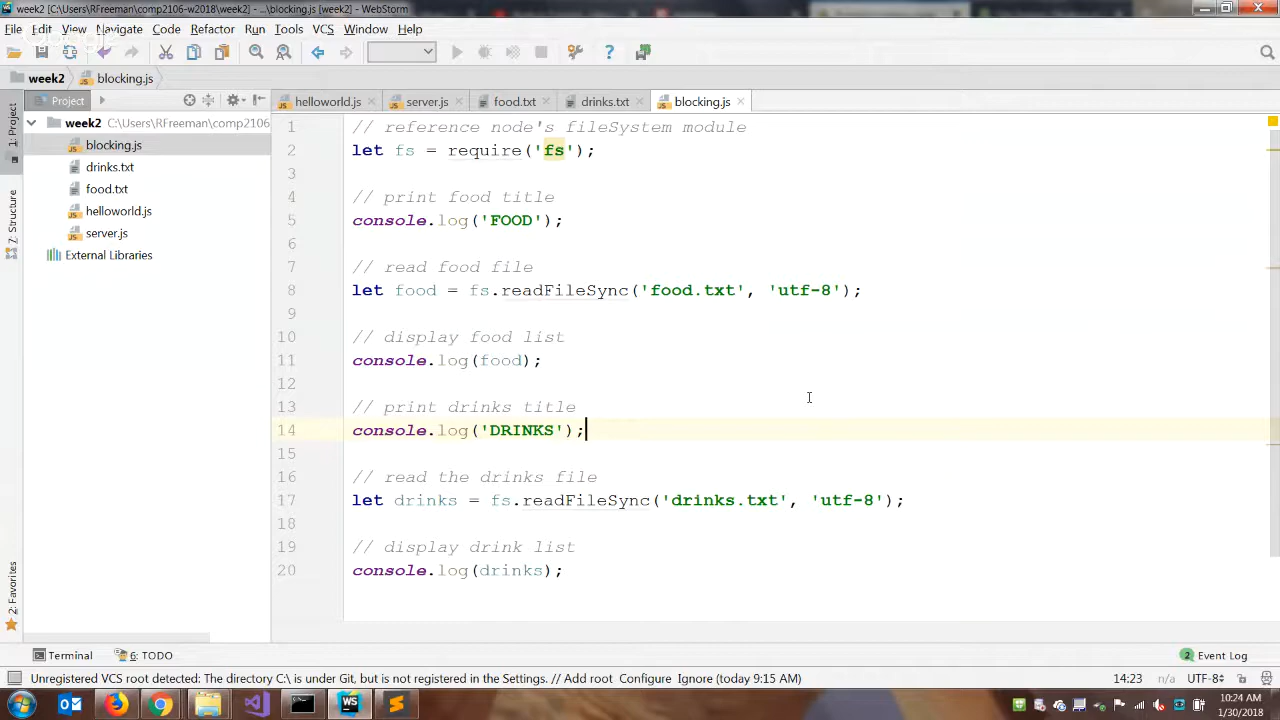 week2 [C:\Users\RFreeman\comp2106-w2018\week2] - ...\blocking.js [week2] - WebStorm
File Edit View Navigate Code Refactor Run Tools VCS Window Help
week2 blocking.js
Project helloworld.js server.js food.txt drinks.txt blocking.js
1: Project
7: Structure
2: Favorites
week2 C:\Users\RFreeman\comp2106
blocking.js
drinks.txt
food.txt
helloworld.js
server.js
External Libraries
1 // reference node's fileSystem module
2 let fs = require('fs');
3
4 // print food title
5 console.log('FOOD');
6
7 // read food file
8 let food = fs.readFileSync('food.txt', 'utf-8');
9
10 // display food list
11 console.log(food);
12
13 // print drinks title
14 console.log('DRINKS');
15
16 // read the drinks file
17 let drinks = fs.readFileSync('drinks.txt', 'utf-8');
18
19 // display drink list
20 console.log(drinks);
Terminal 6: TODO 2 Event Log
Unregistered VCS root detected: The directory C:\ is under Git, but is not registered in the Settings. // Add root Configure Ignore (today 9:15 AM) 14:23 n/a UTF-8
10:24 AM
1/30/2018